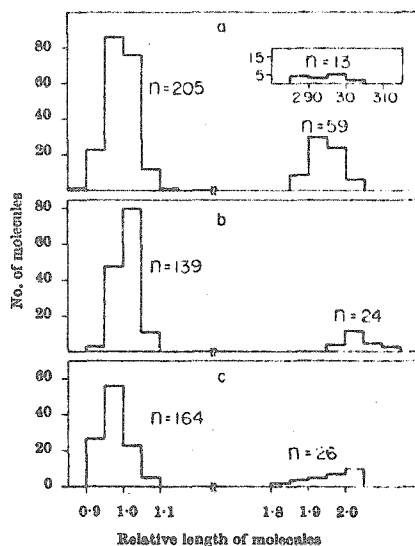 No. of molecules
80
60
40
20
a
n=205
n=59
15
5
n=13
290
30
310
80
60
40
20
b
n=139
n=24
60
40
20
0
c
n=164
n=26
0·9
1·0
1·1
1·8
1·9
2·0
Relative length of molecules